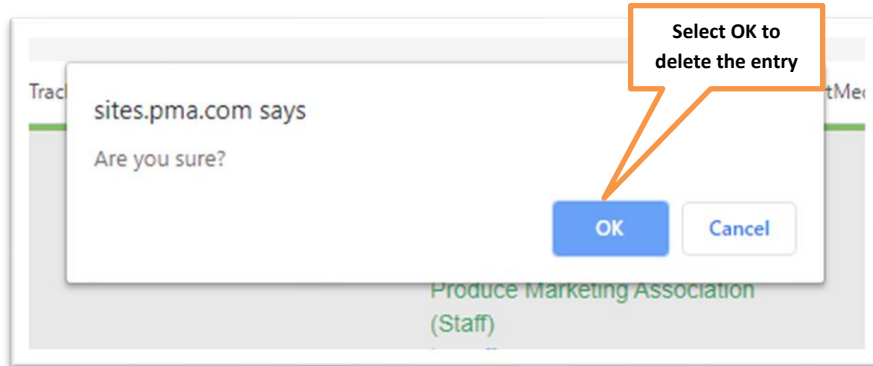 Select OK to
delete the entry
sites.pma.com says
Are you sure?
OK
Cancel
Produce Marketing Association
(Staff)